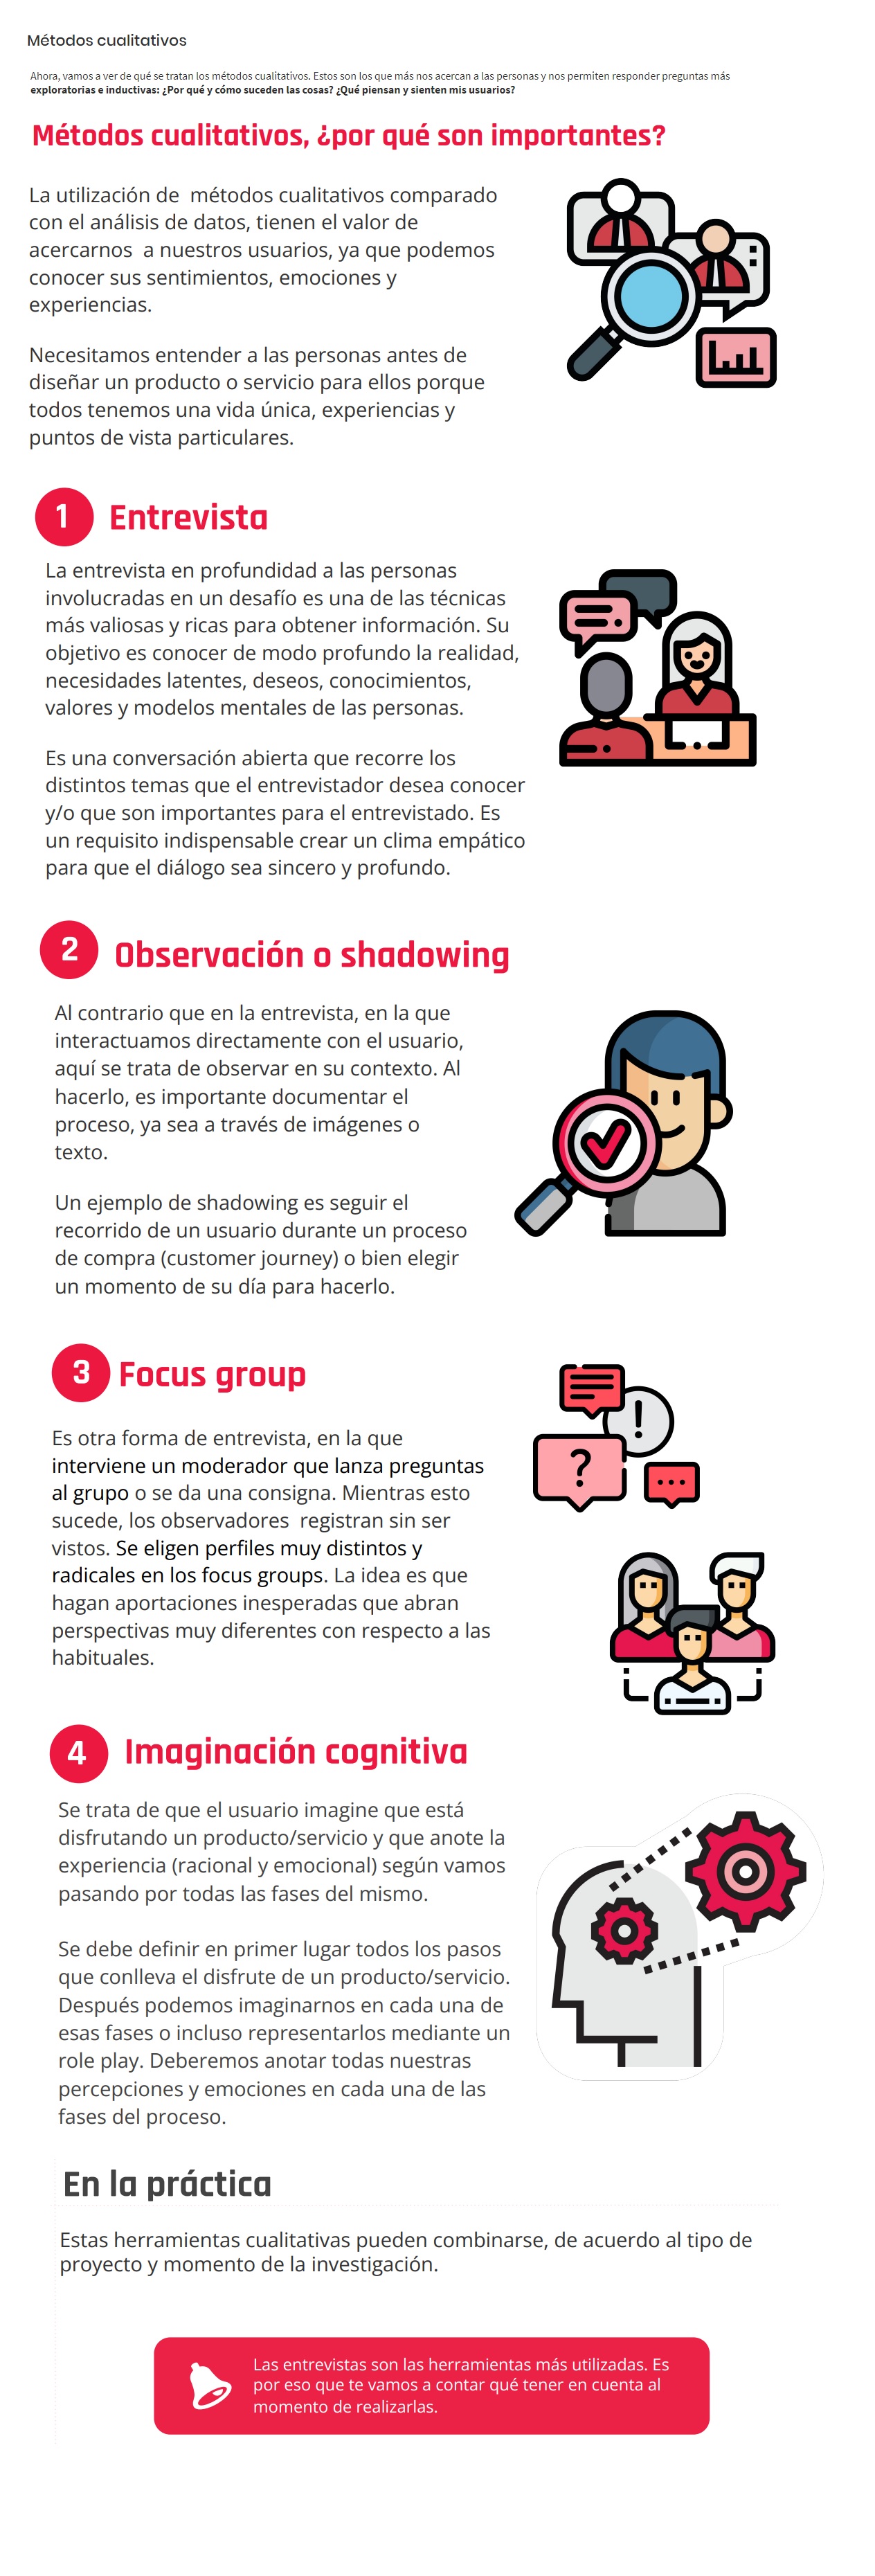 Métodos cualitativos
Ahora, vamos a ver de qué se tratan los métodos cualitativos. Estos son los que más nos acercan a las personas y nos permiten responder preguntas más
exploratorias e inductivas: ¿Por qué y cómo suceden las cosas? ¿Qué piensan y sienten mis usuarios?
Métodos cualitativos, ¿por qué son importantes?
La utilización de métodos cualitativos comparado
con el análisis de datos, tienen el valor de
acercarnos a nuestros usuarios, ya que podemos
conocer sus sentimientos, emociones y
experiencias.
Necesitamos entender a las personas antes de
diseñar un producto o servicio para ellos porque
todos tenemos una vida única, experiencias y
puntos de vista particulares.
1 Entrevista
La entrevista en profundidad a las personas
involucradas en un desafío es una de las técnicas
más valiosas y ricas para obtener información. Su
objetivo es conocer de modo profundo la realidad,
necesidades latentes, deseos, conocimientos,
valores y modelos mentales de las personas.
Es una conversación abierta que recorre los
distintos temas que el entrevistador desea conocer
y/o que son importantes para el entrevistado. Es
un requisito indispensable crear un clima empático
para que el diálogo sea sincero y profundo.
2 Observación o shadowing
Al contrario que en la entrevista, en la que
interactuamos directamente con el usuario,
aquí se trata de observar en su contexto. Al
hacerlo, es importante documentar el
proceso, ya sea a través de imágenes o
texto.
Un ejemplo de shadowing es seguir el
recorrido de un usuario durante un proceso
de compra (customer journey) o bien elegir
un momento de su día para hacerlo.
3 Focus group
Es otra forma de entrevista, en la que
interviene un moderador que lanza preguntas
al grupo o se da una consigna. Mientras esto
sucede, los observadores registran sin ser
vistos. Se eligen perfiles muy distintos y
radicales en los focus groups. La idea es que
hagan aportaciones inesperadas que abran
perspectivas muy diferentes con respecto a las
habituales.
! 
?
4 Imaginación cognitiva
Se trata de que el usuario imagine que está
disfrutando un producto/servicio y que anote la
experiencia (racional y emocional) según vamos
pasando por todas las fases del mismo.
Se debe definir en primer lugar todos los pasos
que conlleva el disfrute de un producto/servicio.
Después podemos imaginarnos en cada una de
esas fases o incluso representarlos mediante un
role play. Deberemos anotar todas nuestras
percepciones y emociones en cada una de las
fases del proceso.
En la práctica
Estas herramientas cualitativas pueden combinarse, de acuerdo al tipo de
proyecto y momento de la investigación.
Las entrevistas son las herramientas más utilizadas. Es
por eso que te vamos a contar qué tener en cuenta al
momento de realizarlas.